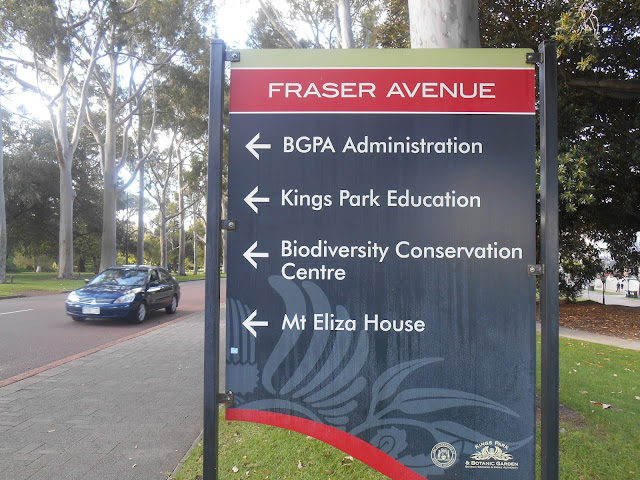 FRASER AVENUE
BGPA Administration
Kings Park Education
Biodiversity Conservation
Centre
Mt Eliza House
KINGS PARK
& BOTANIC GARDEN